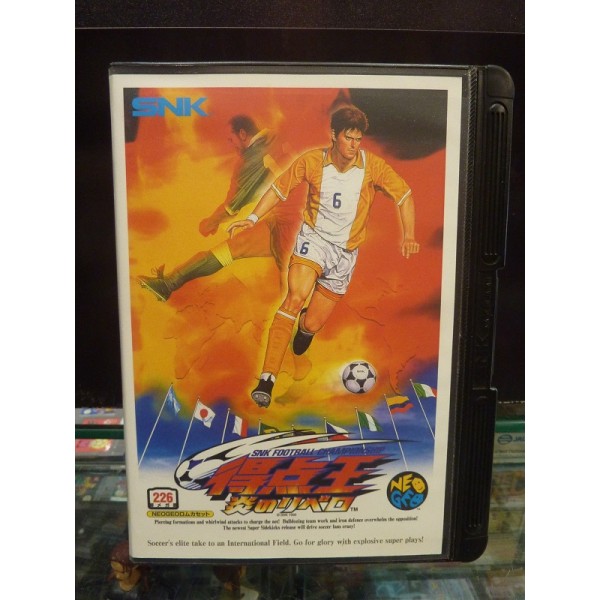 SNK
6
6
SNK FOOTBALL CHAMPIONSHIP
得点王
炎のリベロ
TM
NEO
GEO
226
NEOGEOロムカセット
Piercing formations and whirlwind attacks to charge the net! Bulldozing team work and iron defence overwhelm the opposition!
The newest Super Sidekicks release will drive soccer fans crazy!
Soccer's elite take to an International Field. Go for glory with explosive super plays!